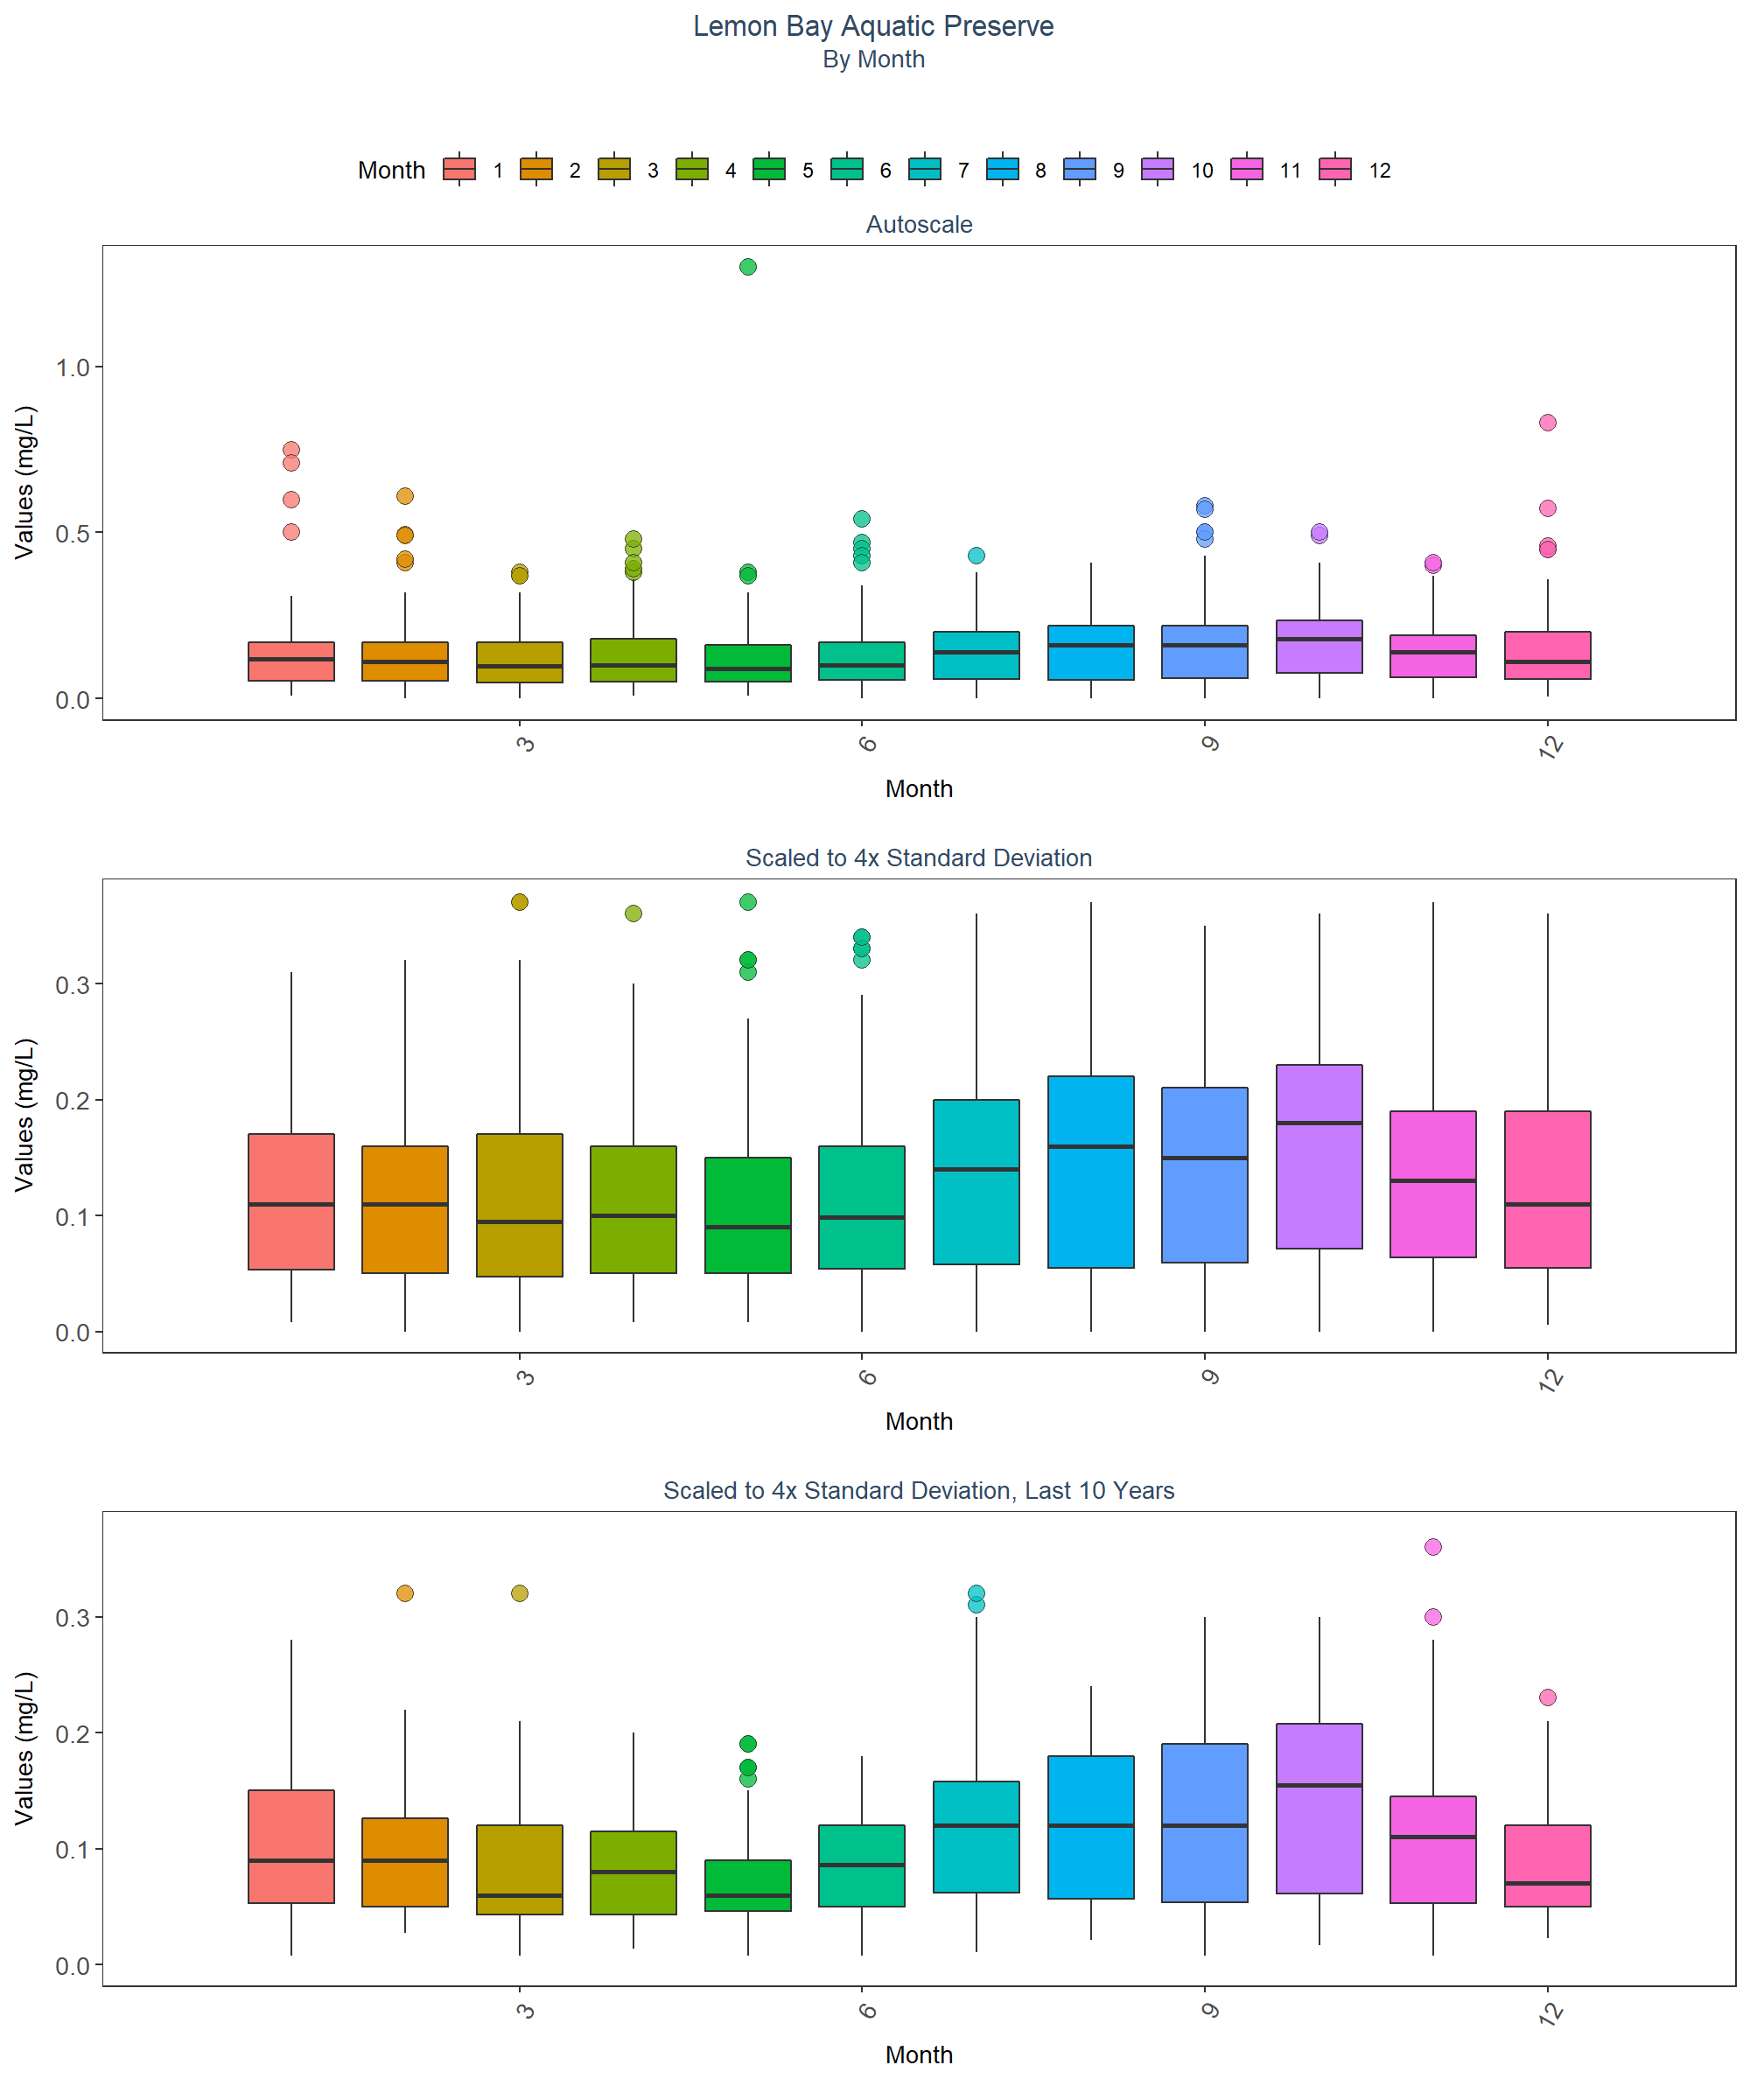 Lemon Bay Aquatic Preserve
By Month
Month 1 2 3 4 5 6 7 8 9 10 11 12
Autoscale
Values (mg/L)
1.0
0.5
0.0
3 6 9 12
Month
Scaled to 4x Standard Deviation
Values (mg/L)
0.3
0.2
0.1
0.0
3 6 9 12
Month
Scaled to 4x Standard Deviation, Last 10 Years
Values (mg/L)
0.3
0.2
0.1
0.0
3 6 9 12
Month